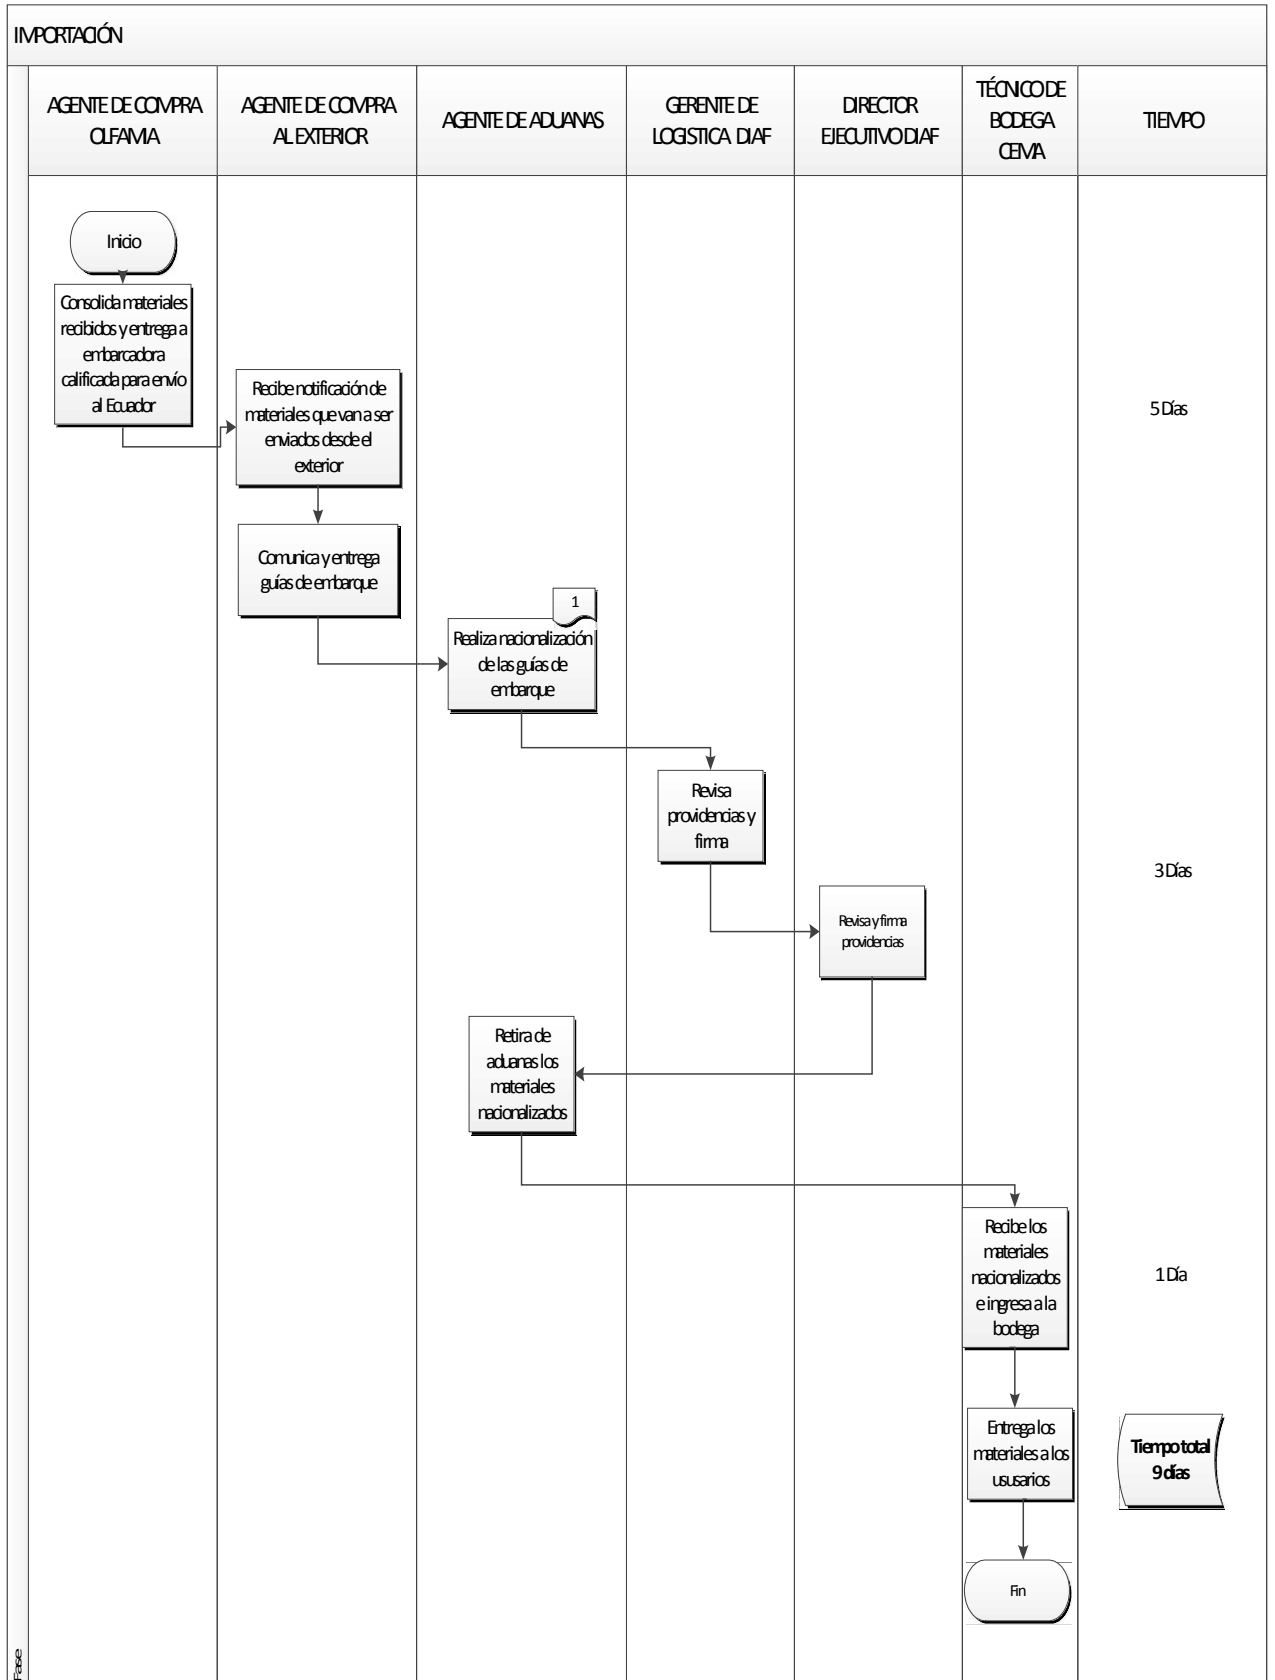 IMPORTACIÓN
AGENTE DE COMPRA
OLFAMIA
AGENTE DE COMPRA
AL EXTERIOR
AGENTE DE ADUANAS
GERENTE DE
LOGISTICA DIAF
DIRECTOR
EJECUTIVO DIAF
TÉCNICO DE
BODEGA
CEMA
TIEMPO
Inicio
Consolida materiales
recibidos y entrega a
embarcadora
calificada para envío
al Ecuador
Recibe notificación de
materiales que van a ser
enviados desde el
exterior
5 Días
Comunica y entrega
guías de embarque
1
Realiza nacionalización
de las guías de
embarque
Revisa
providencias y
firma
3 Días
Revisa y firma
providencias
Retira de
aduanas los
materiales
nacionalizados
Recibe los
materiales
nacionalizados
e ingresa a la
bodega
1 Día
Entrega los
materiales a los
ususarios
Tiempo total
9 días
Fin
Fase